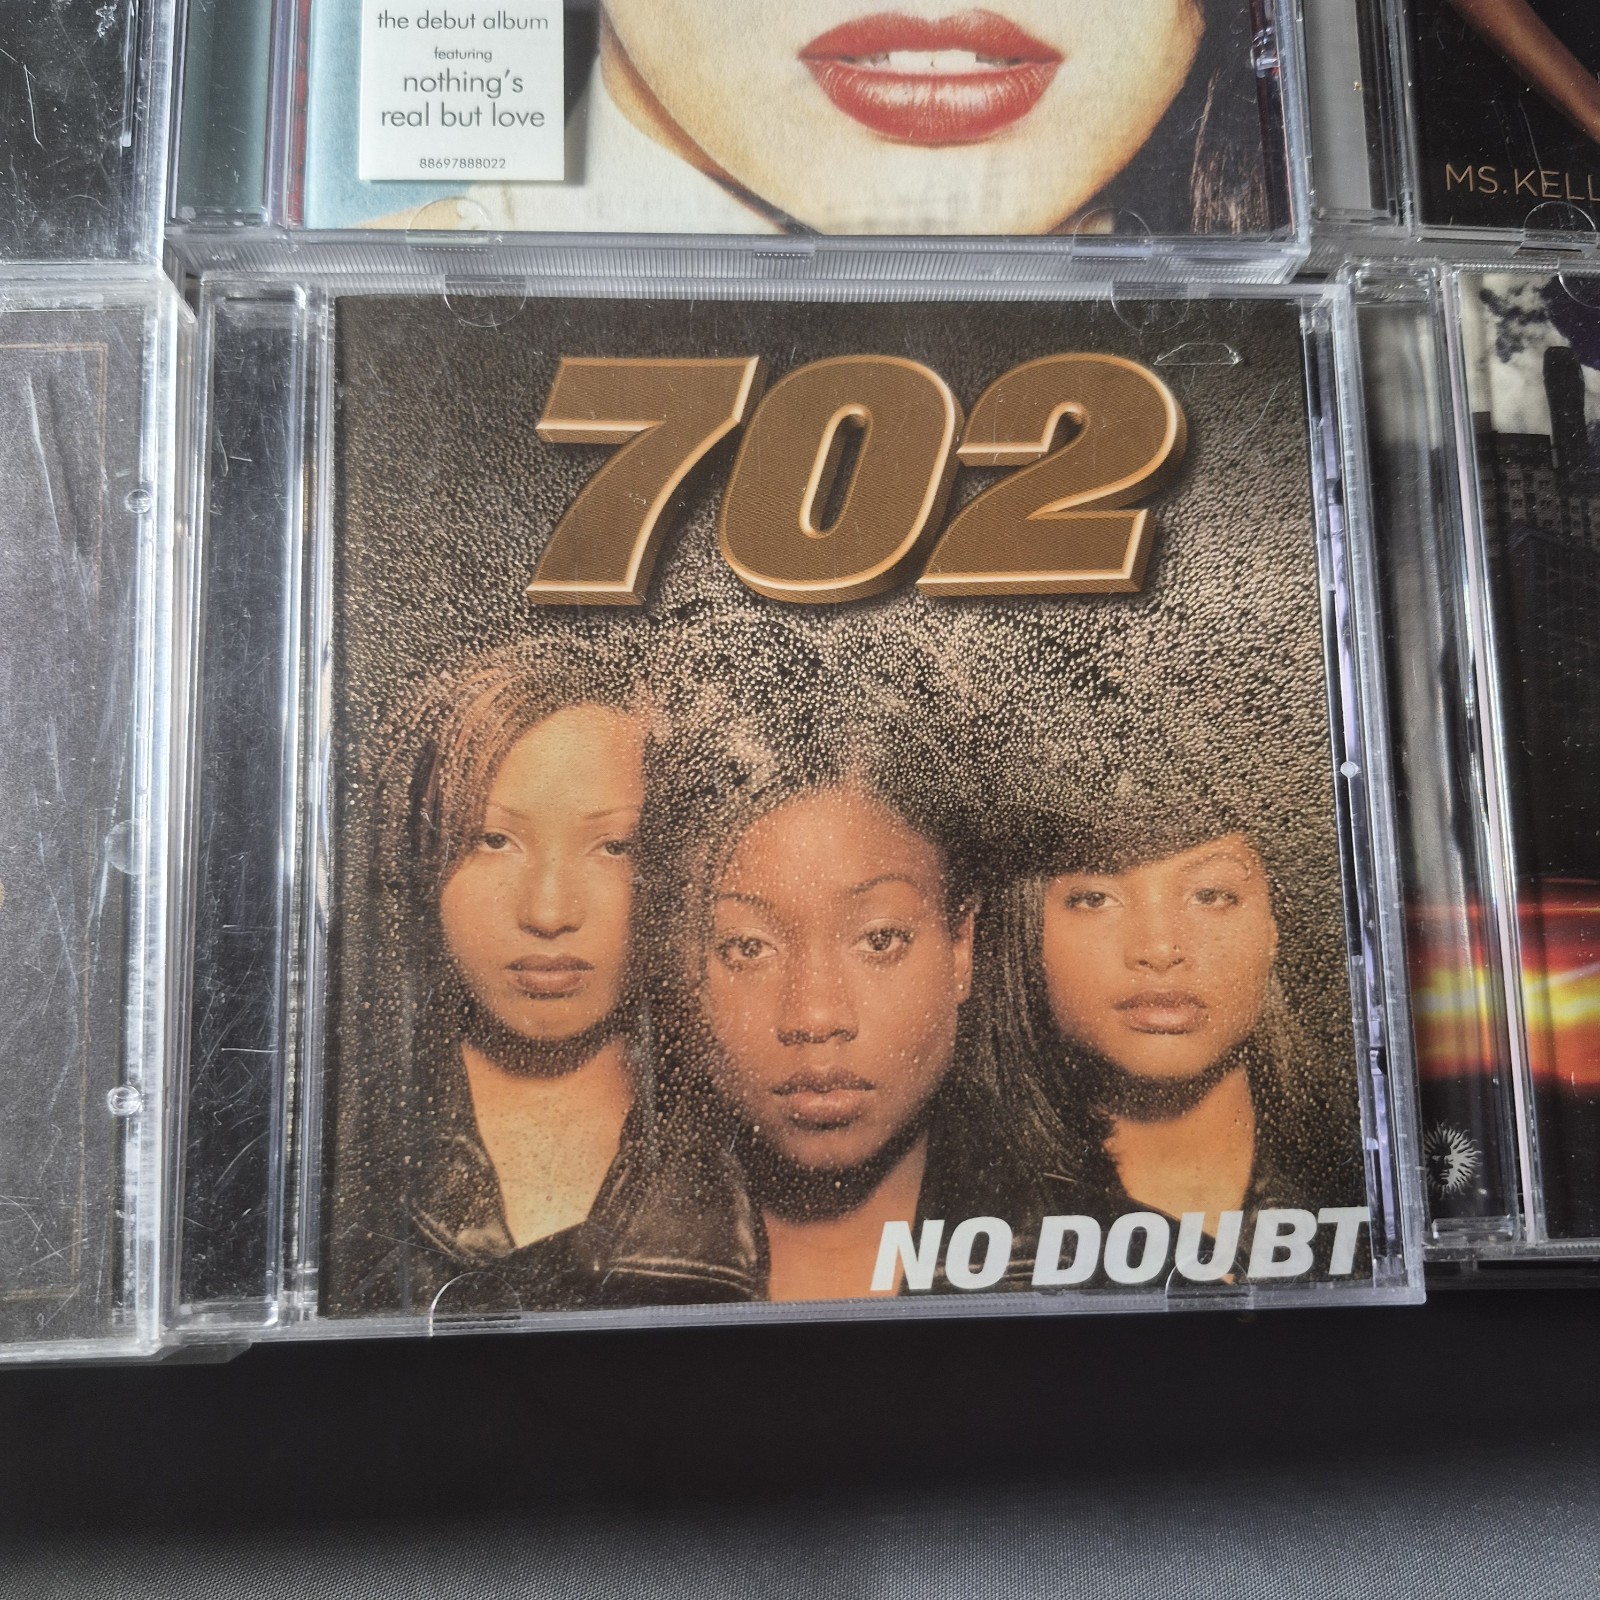 the debut album
featuring
nothing's
real but love
88697888022
MS. KELL
702
NO DOUBT